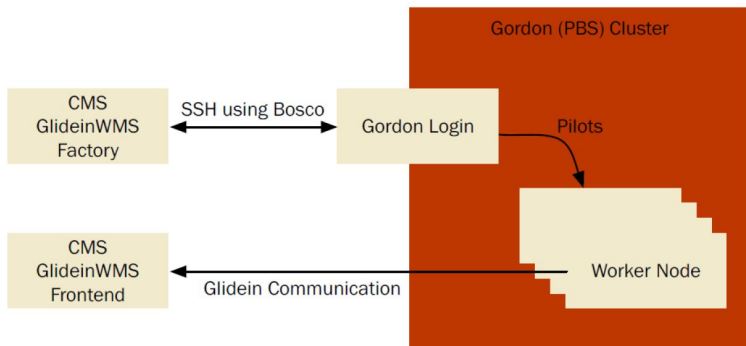 Gordon (PBS) Cluster
CMS
GlideinWMS
Factory
SSH using Bosco
Gordon Login
Pilots
CMS
GlideinWMS
Frontend
Glidein Communication
Worker Node